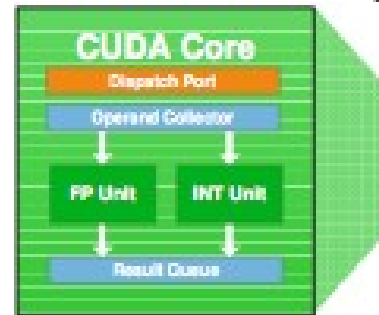 CUDA Core
Dispatch Port
Operand Collector
FP Unit INT Unit
Result Queue